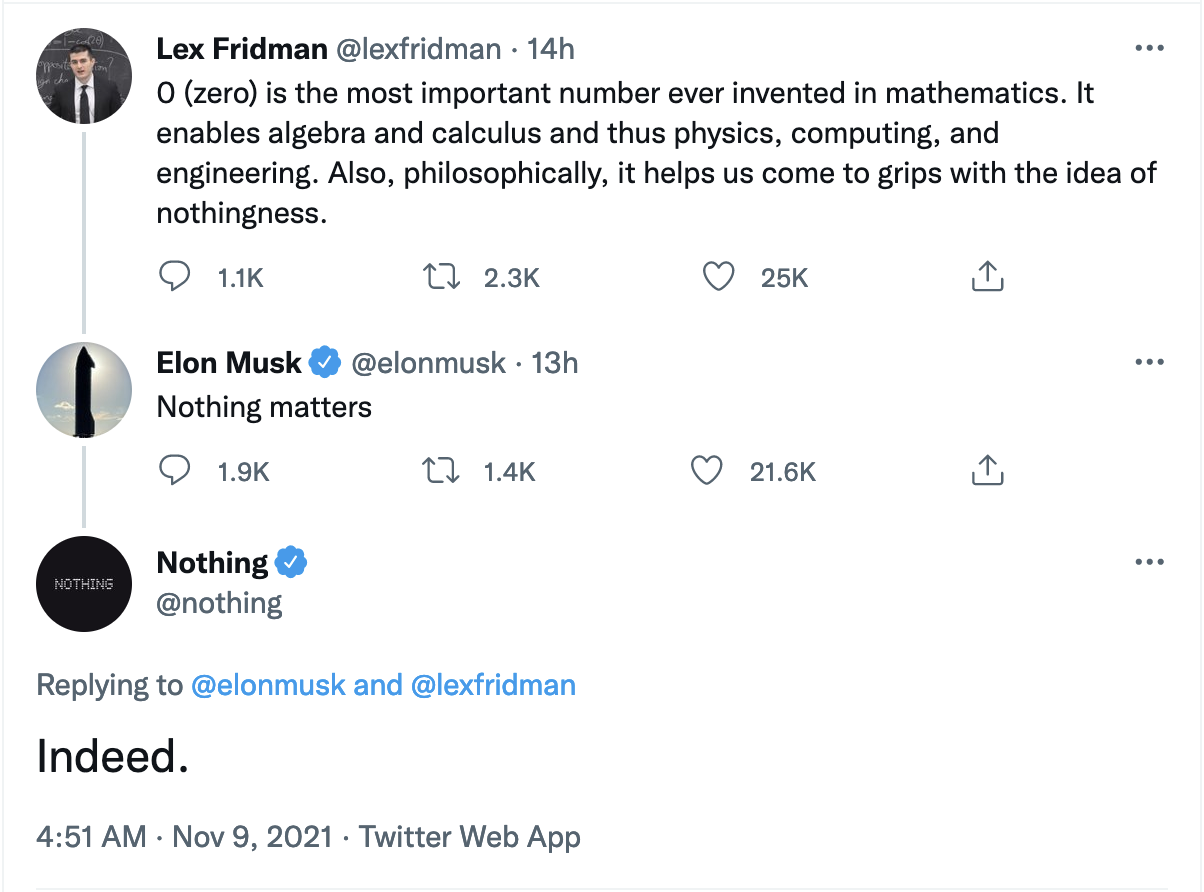 Lex Fridman @lexfridman · 14h
0 (zero) is the most important number ever invented in mathematics. It
enables algebra and calculus and thus physics, computing, and
engineering. Also, philosophically, it helps us come to grips with the idea of
nothingness.
1.1K 2.3K 25K
Elon Musk @elonmusk · 13h
Nothing matters
1.9K 1.4K 21.6K
NOTHING
Nothing
@nothing
Replying to @elonmusk and @lexfridman
Indeed.
4:51 AM · Nov 9, 2021 · Twitter Web App